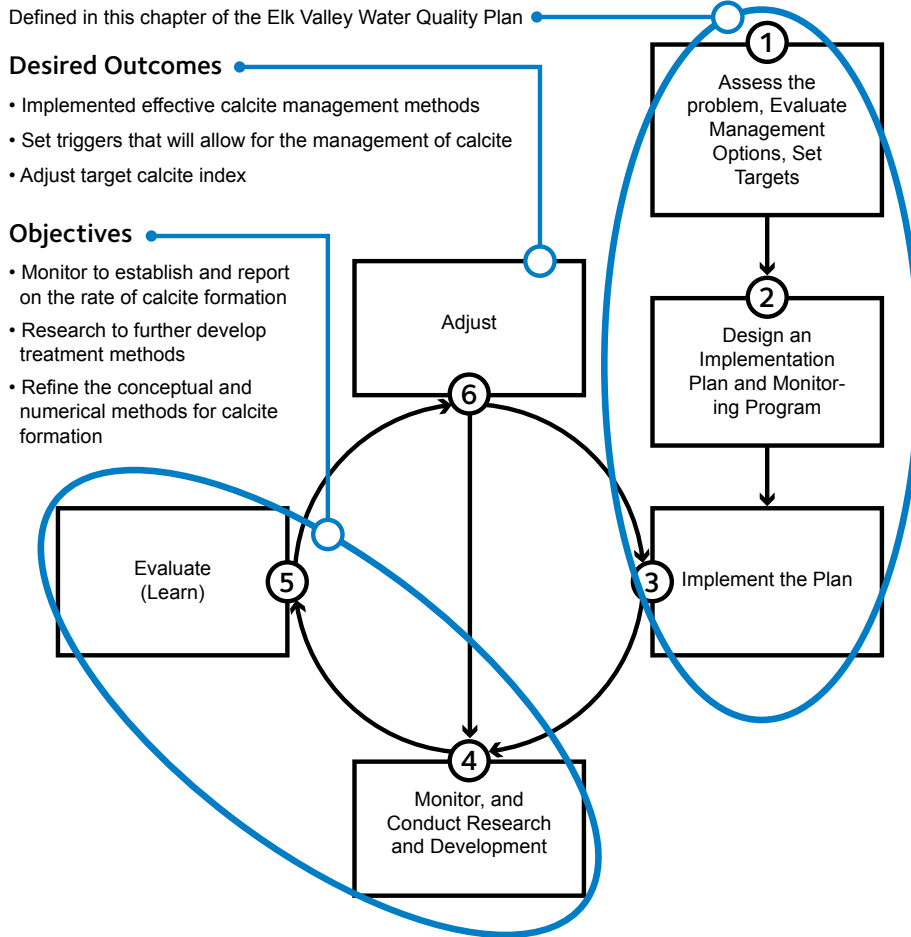 Defined in this chapter of the Elk Valley Water Quality Plan
Desired Outcomes
• Implemented effective calcite management methods
• Set triggers that will allow for the management of calcite
• Adjust target calcite index
Objectives
• Monitor to establish and report
on the rate of calcite formation
• Research to further develop
treatment methods
• Refine the conceptual and
numerical methods for calcite
formation
1
Assess the
problem, Evaluate
Management
Options, Set
Targets
2
Design an
Implementation
Plan and Monitor-
ing Program
3
Implement the Plan
4
Monitor, and
Conduct Research
and Development
5
Evaluate
(Learn)
6
Adjust